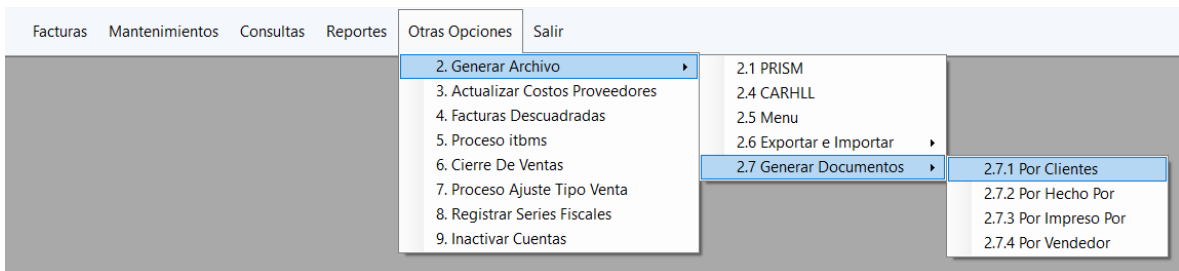 Facturas Mantenimientos Consultas Reportes Otras Opciones Salir
2. Generar Archivo
3. Actualizar Costos Proveedores
4. Facturas Descuadradas
5. Proceso itbms
6. Cierre De Ventas
7. Proceso Ajuste Tipo Venta
8. Registrar Series Fiscales
9. Inactivar Cuentas
2.1 PRISM
2.4 CARHLL
2.5 Menu
2.6 Exportar e Importar
2.7 Generar Documentos
2.7.1 Por Clientes
2.7.2 Por Hecho Por
2.7.3 Por Impreso Por
2.7.4 Por Vendedor